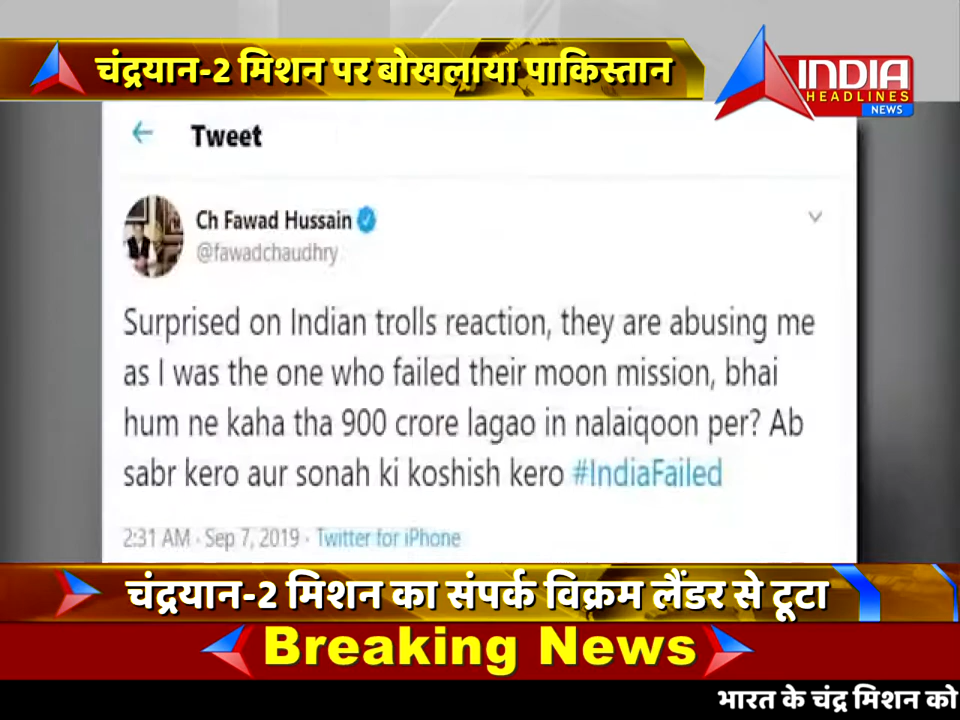 चंद्रयान-2 मिशन पर बोखलाया पाकिस्तान
INDIA
HEADLINES
NEWS
Tweet
Ch Fawad Hussain
@fawadchaudhry
Surprised on Indian trolls reaction, they are abusing me
as I was the one who failed their moon mission, bhai
hum ne kaha tha 900 crore lagao in nalaiqoon per? Ab
sabr kero aur sonah ki koshish kero #IndiaFailed
2:31 AM · Sep 7, 2019 · Twitter for iPhone
चंद्रयान-2 मिशन का संपर्क विक्रम लैंडर से टूटा
Breaking News
भारत के चंद्र मिशन को